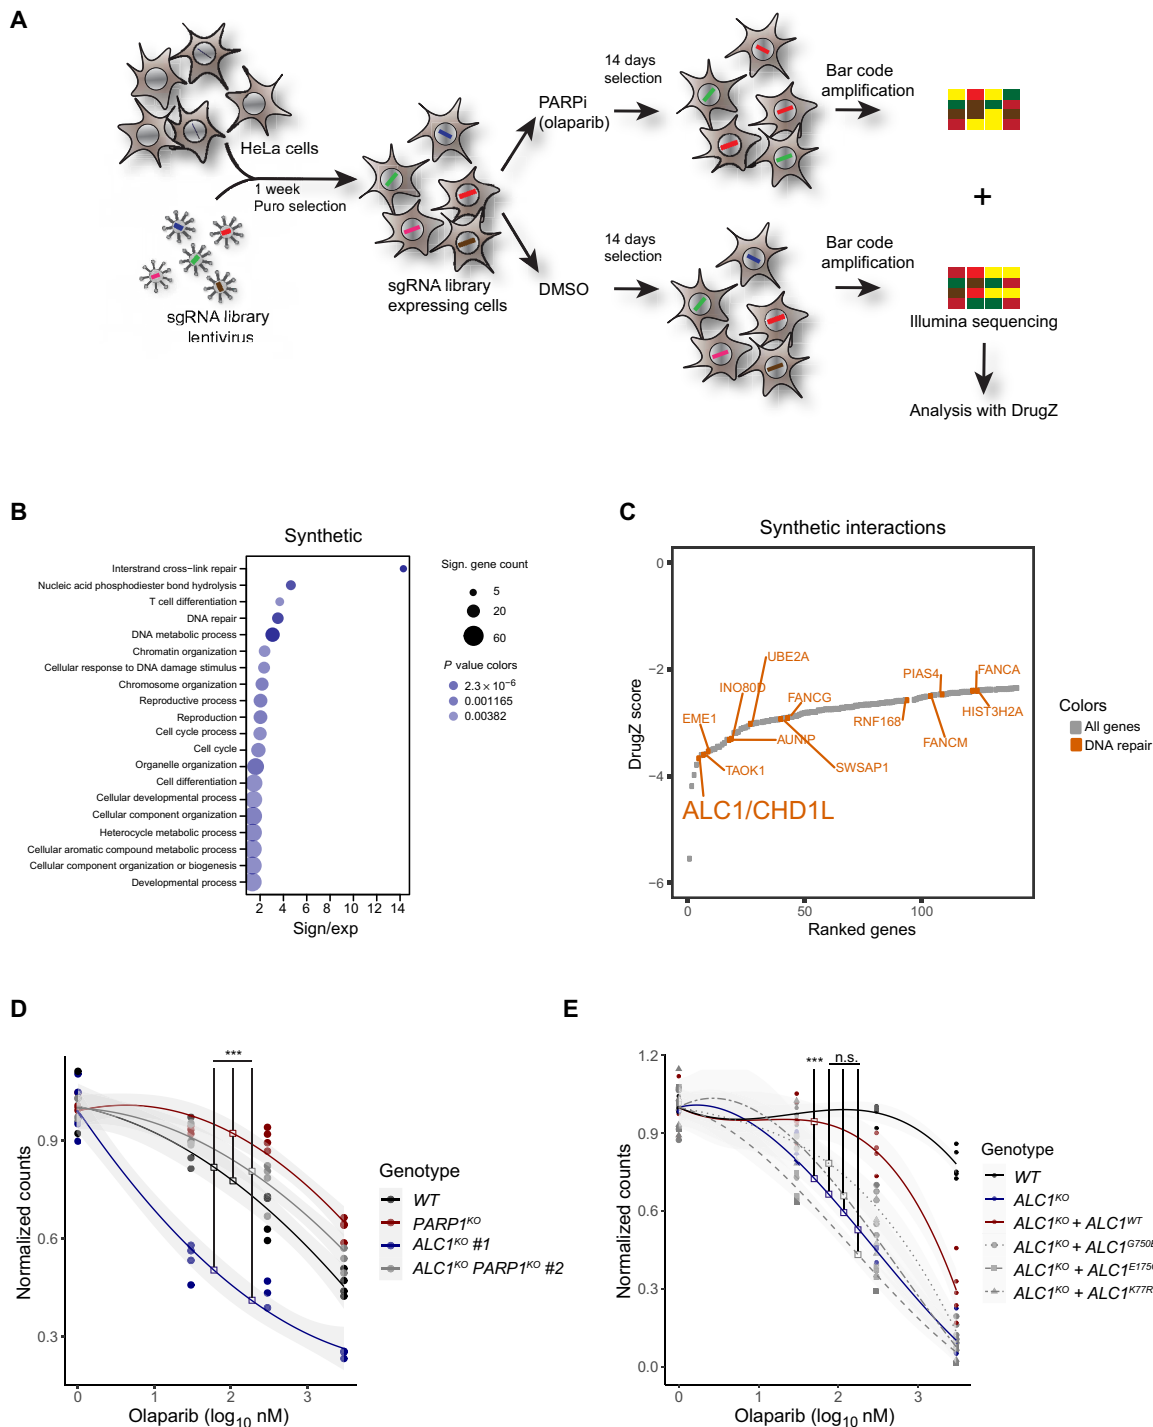 A
HeLa cells
1 week
Puro selection
sgRNA library
lentivirus
sgRNA library
expressing cells
PARPi
(olaparib)
DMSO
14 days
selection
14 days
selection
Bar code
amplification
+
Bar code
amplification
Illumina sequencing
Analysis with DrugZ
B
Synthetic
Interstrand cross−link repair
Nucleic acid phosphodiester bond hydrolysis
T cell differentiation
DNA repair
DNA metabolic process
Chromatin organization
Cellular response to DNA damage stimulus
Chromosome organization
Reproductive process
Reproduction
Cell cycle process
Cell cycle
Organelle organization
Cell differentiation
Cellular developmental process
Cellular component organization
Heterocycle metabolic process
Cellular aromatic compound metabolic process
Cellular component organization or biogenesis
Developmental process
2 4 6 8 10 12 14
Sign/exp
Sign. gene count
5
20
60
P value colors
2.3 × 10⁻⁶
0.001165
0.00382
C
Synthetic interactions
DrugZ score
0
−2
−4
−6
UBE2A
INO80D
FANCG
EME1
AUNIP
TAOK1
SWSAP1
ALC1/CHD1L
PIAS4
FANCA
RNF168
HIST3H2A
FANCM
0 50 100
Ranked genes
Colors
All genes
DNA repair
D
***
Normalized counts
0.9
0.6
0.3
0 1 2 3
Olaparib (log₁₀ nM)
Genotype
WT
PARP1ᴷᴼ
ALC1ᴷᴼ #1
ALC1ᴷᴼ PARP1ᴷᴼ #2
E
*** n.s.
Normalized counts
1.2
0.9
0.6
0.3
0.0
0 1 2 3
Olaparib (log₁₀ nM)
Genotype
WT
ALC1ᴷᴼ
ALC1ᴷᴼ + ALC1ᵂᵀ
ALC1ᴷᴼ + ALC1
ALC1ᴷᴼ + ALC1
ALC1ᴷᴼ + ALC1ᴷ⁷⁷ᴿ